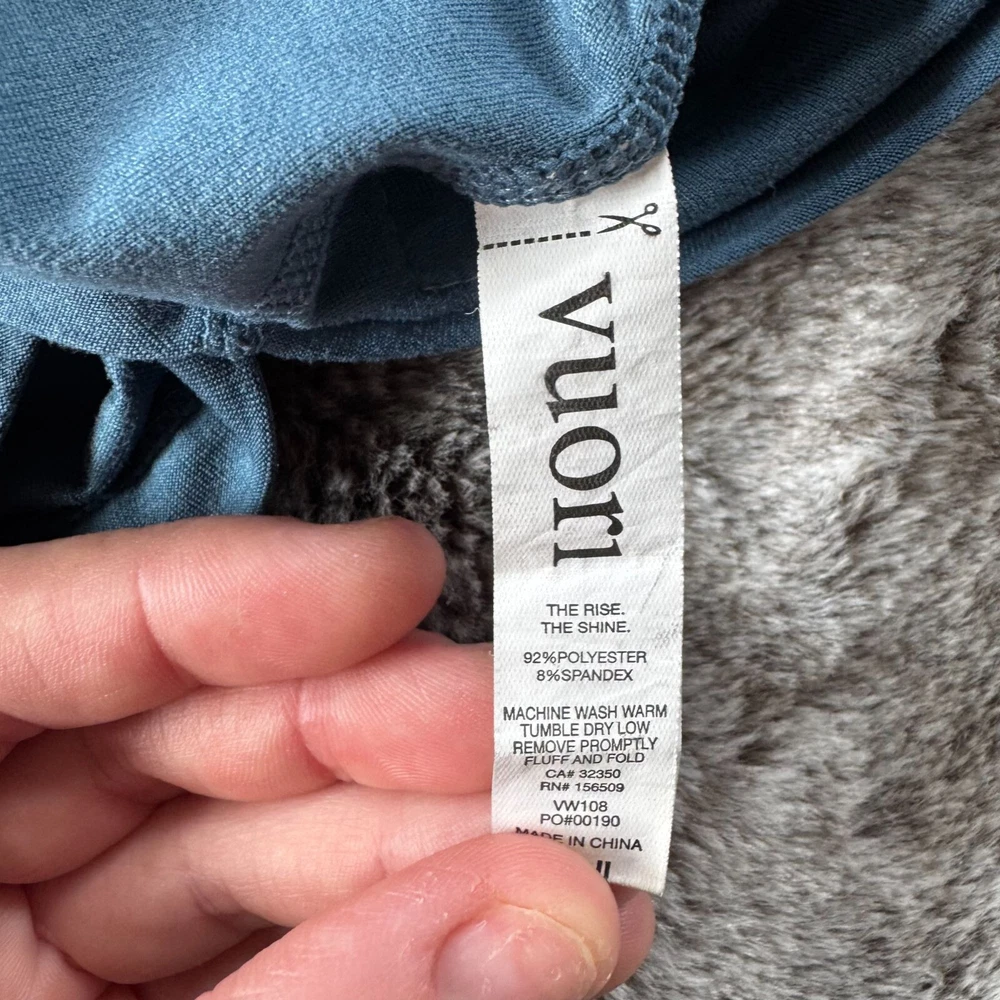 vuori
THE RISE.
THE SHINE.
92%POLYESTER
8%SPANDEX
MACHINE WASH WARM
TUMBLE DRY LOW
REMOVE PROMPTLY
FLUFF AND FOLD
CA# 32350
RN# 156509
VW108
PO#00190
MADE IN CHINA